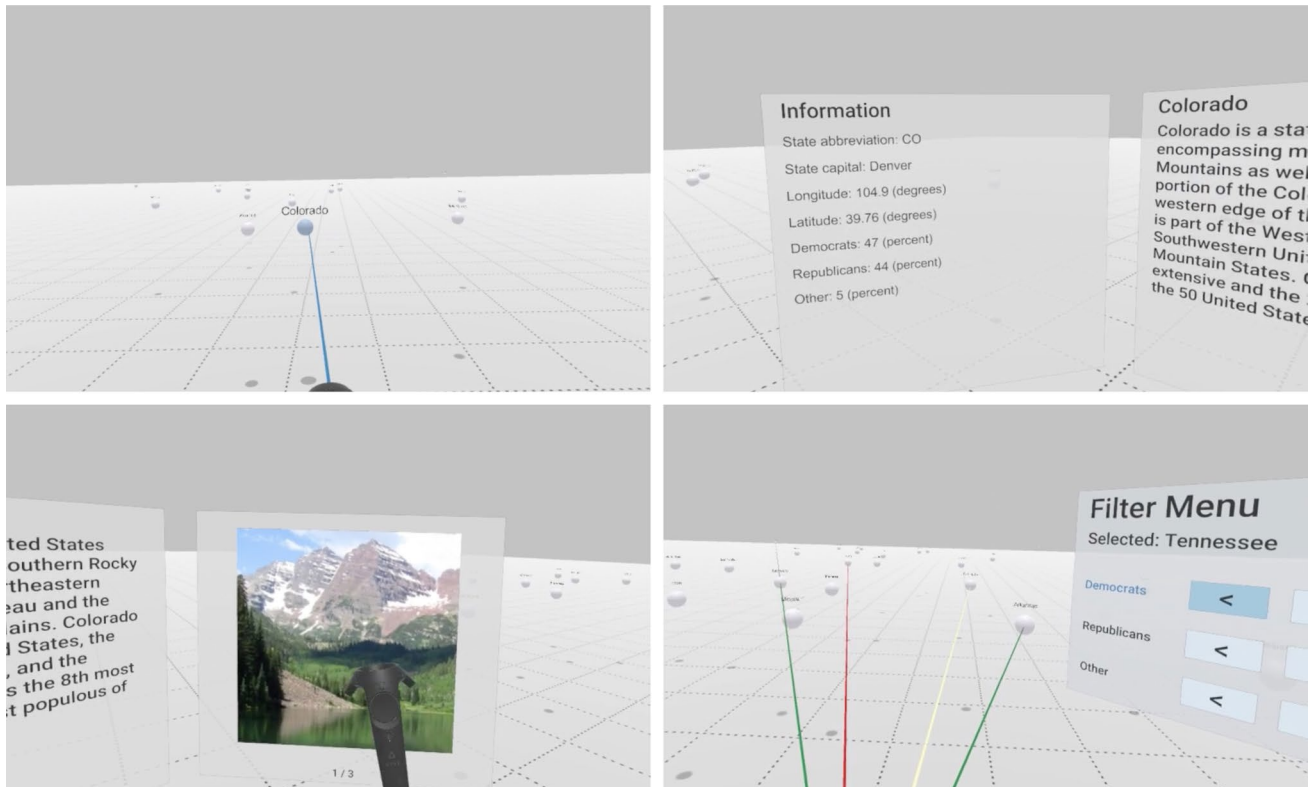 Colorado
Information
State abbreviation: CO
State capital: Denver
Longitude: 104.9 (degrees)
Latitude: 39.76 (degrees)
Democrats: 47 (percent)
Republicans: 44 (percent)
Other: 5 (percent)
Colorado
Colorado is a sta
encompassing m
Mountains as wel
portion of the Col
western edge of th
is part of the West
Southwestern Uni
Mountain States. C
extensive and the
the 50 United State
ted States
outhern Rocky
rtheastern
eau and the
ains. Colorado
d States, the
, and the
s the 8th most
t populous of
1 / 3
Arkansas
Filter Menu
Selected: Tennessee
Democrats <
Republicans <
Other <